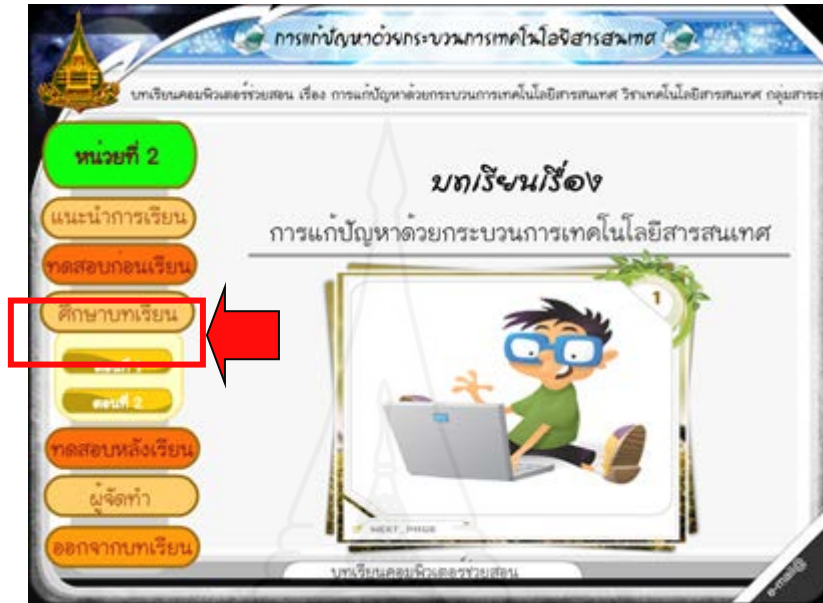 การแก้ปัญหาด้วยกระบวนการเทคโนโลยีสารสนเทศ
บทเรียนคอมพิวเตอร์ช่วยสอน เรื่อง การแก้ปัญหาด้วยกระบวนการเทคโนโลยีสารสนเทศ วิชาเทคโนโลยีสารสนเทศ กลุ่มสาระ
หน่วยที่ 2
แนะนำการเรียน
ทดสอบก่อนเรียน
ศึกษาบทเรียน
ตอนที่ 2
ทดสอบหลังเรียน
ผู้จัดทำ
ออกจากบทเรียน
บทเรียนเรื่อง
การแก้ปัญหาด้วยกระบวนการเทคโนโลยีสารสนเทศ
1
NEXT_PAGE
บทเรียนคอมพิวเตอร์ช่วยสอน
e-mail@